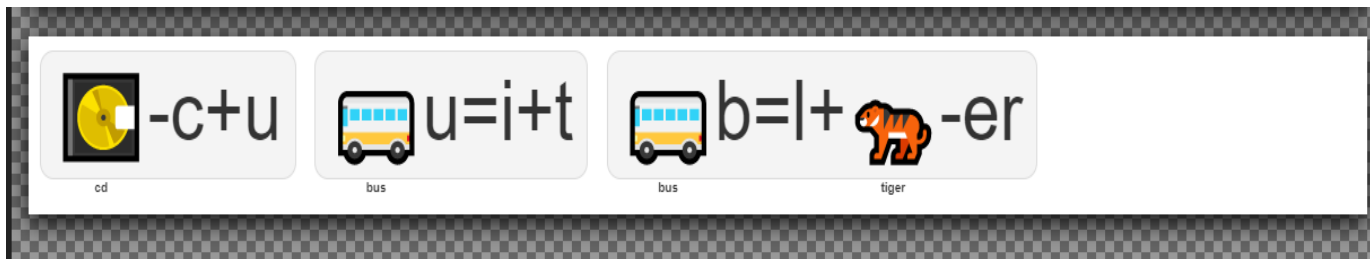 -c+u u=i+t b=l+ -er
cd bus bus tiger